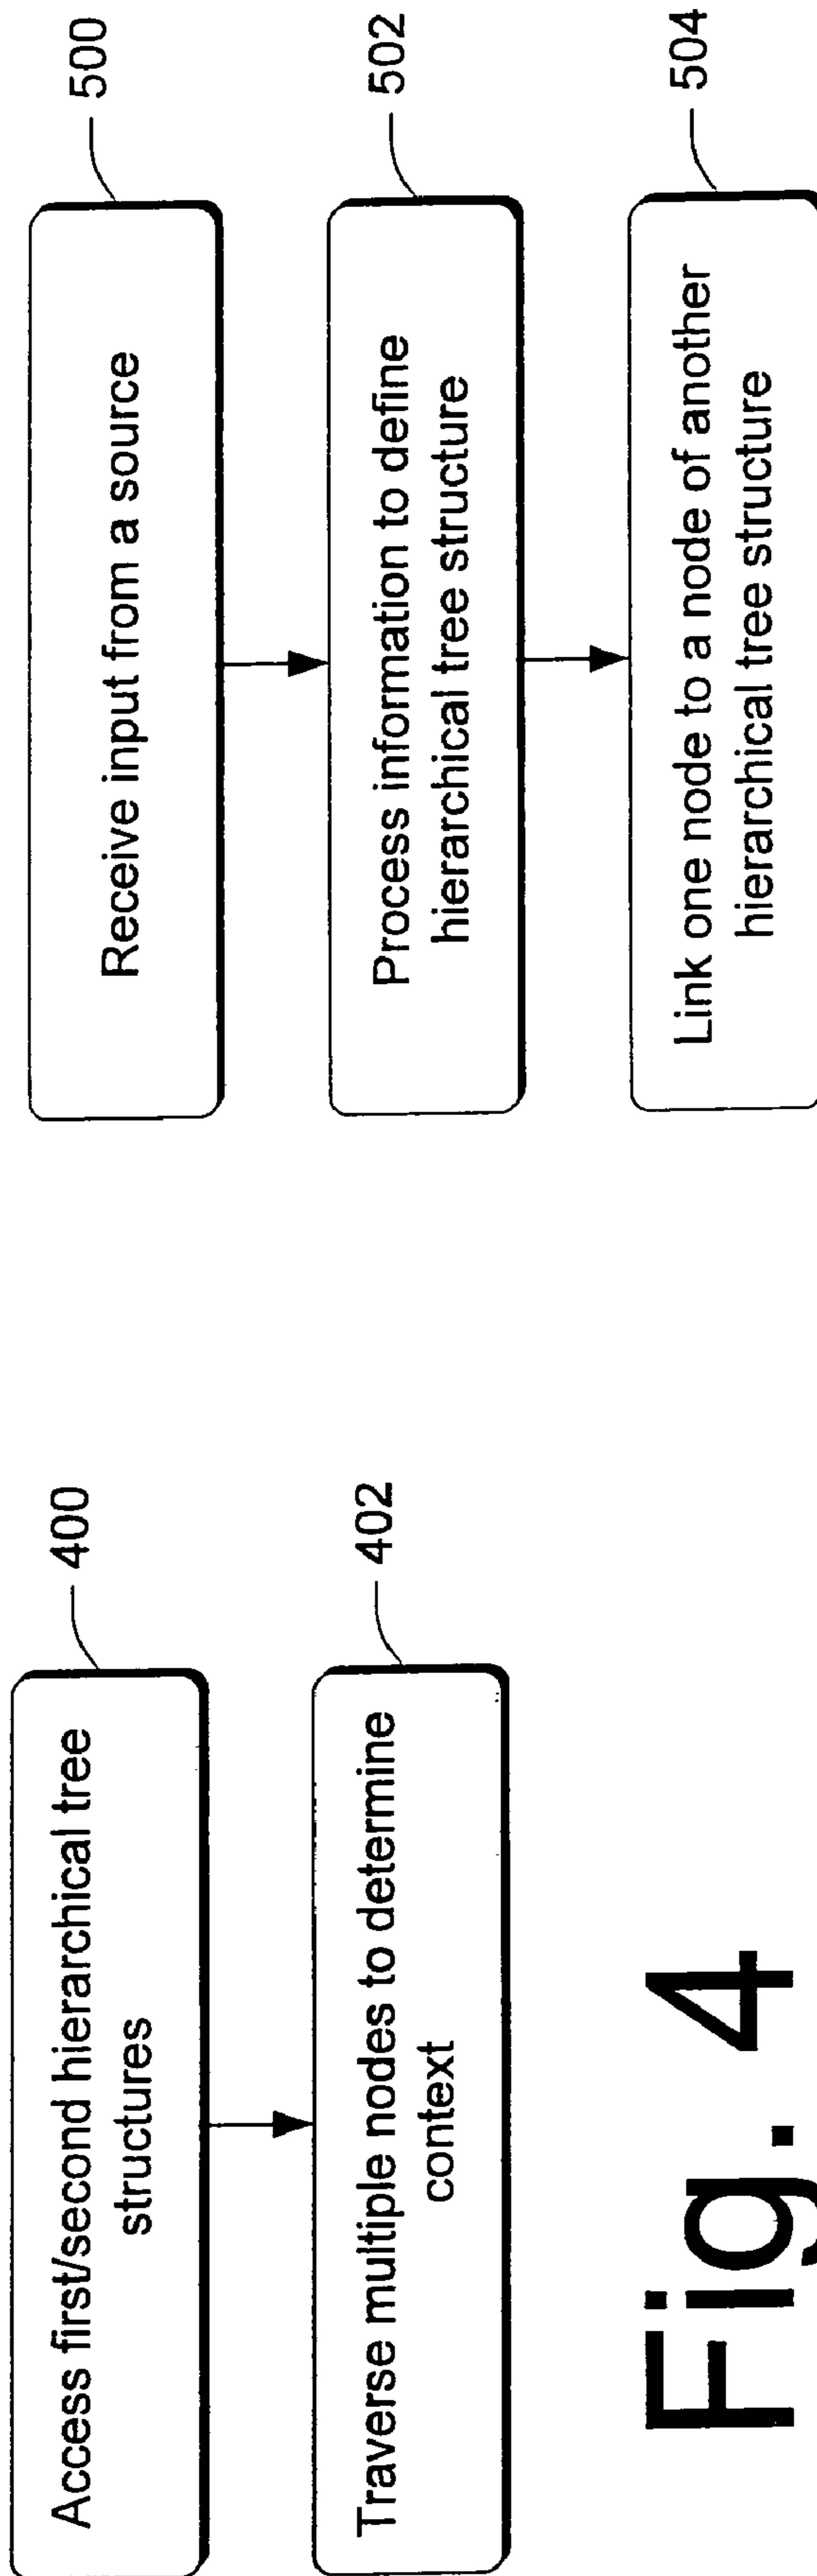 Access first/second hierarchical tree
structures
400
Traverse multiple nodes to determine
context
402
Fig. 4
Receive input from a source
500
Process information to define
hierarchical tree structure
502
Link one node to a node of another
hierarchical tree structure
504